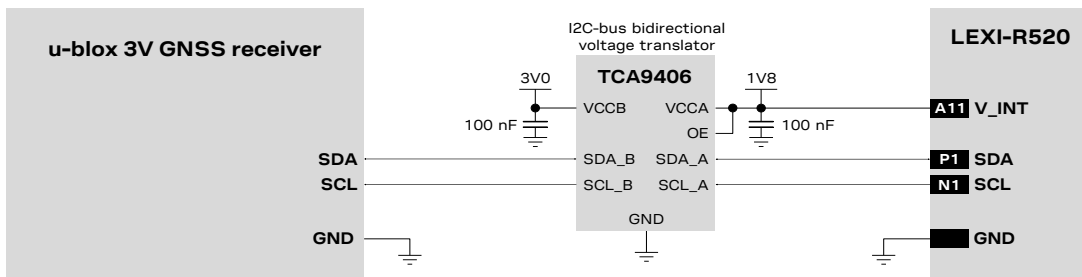 I2C-bus bidirectional
voltage translator
u-blox 3V GNSS receiver
TCA9406
LEXI-R520
3V0
1V8
VCCB
VCCA
A11 V_INT
100 nF
OE
100 nF
SDA
SDA_B
SDA_A
P1 SDA
SCL
SCL_B
SCL_A
N1 SCL
GND
GND
GND